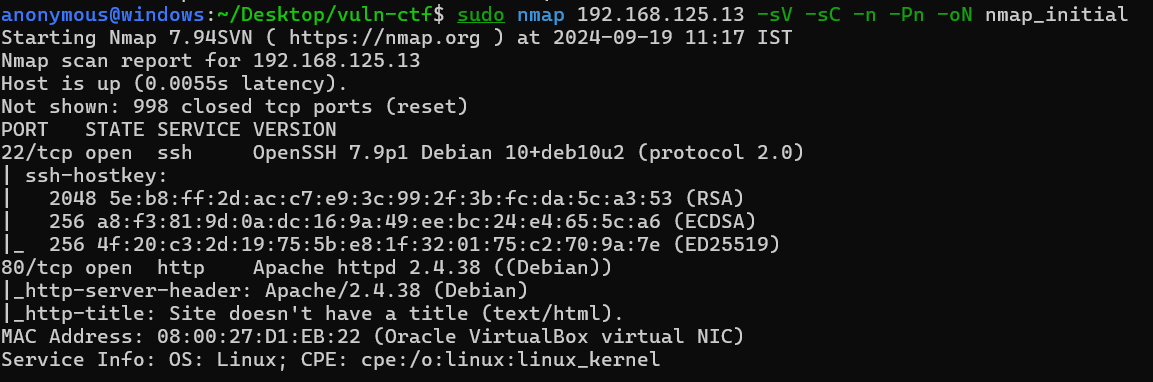 anonymous@windows:~/Desktop/vuln-ctf$ sudo nmap 192.168.125.13 -sV -sC -n -Pn -oN nmap_initial
Starting Nmap 7.94SVN ( https://nmap.org ) at 2024-09-19 11:17 IST
Nmap scan report for 192.168.125.13
Host is up (0.0055s latency).
Not shown: 998 closed tcp ports (reset)
PORT   STATE SERVICE VERSION
22/tcp open  ssh     OpenSSH 7.9p1 Debian 10+deb10u2 (protocol 2.0)
| ssh-hostkey:
|   2048 5e:b8:ff:2d:ac:c7:e9:3c:99:2f:3b:fc:da:5c:a3:53 (RSA)
|   256 a8:f3:81:9d:0a:dc:16:9a:49:ee:bc:24:e4:65:5c:a6 (ECDSA)
|_  256 4f:20:c3:2d:19:75:5b:e8:1f:32:01:75:c2:70:9a:7e (ED25519)
80/tcp open  http    Apache httpd 2.4.38 ((Debian))
|_http-server-header: Apache/2.4.38 (Debian)
|_http-title: Site doesn't have a title (text/html).
MAC Address: 08:00:27:D1:EB:22 (Oracle VirtualBox virtual NIC)
Service Info: OS: Linux; CPE: cpe:/o:linux:linux_kernel